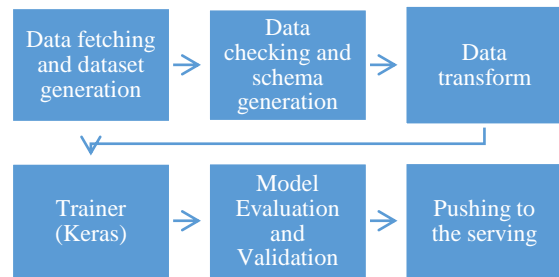 Data fetching
and dataset
generation
Data
checking and
schema
generation
Data
transform
Trainer
(Keras)
Model
Evaluation
and
Validation
Pushing to
the serving